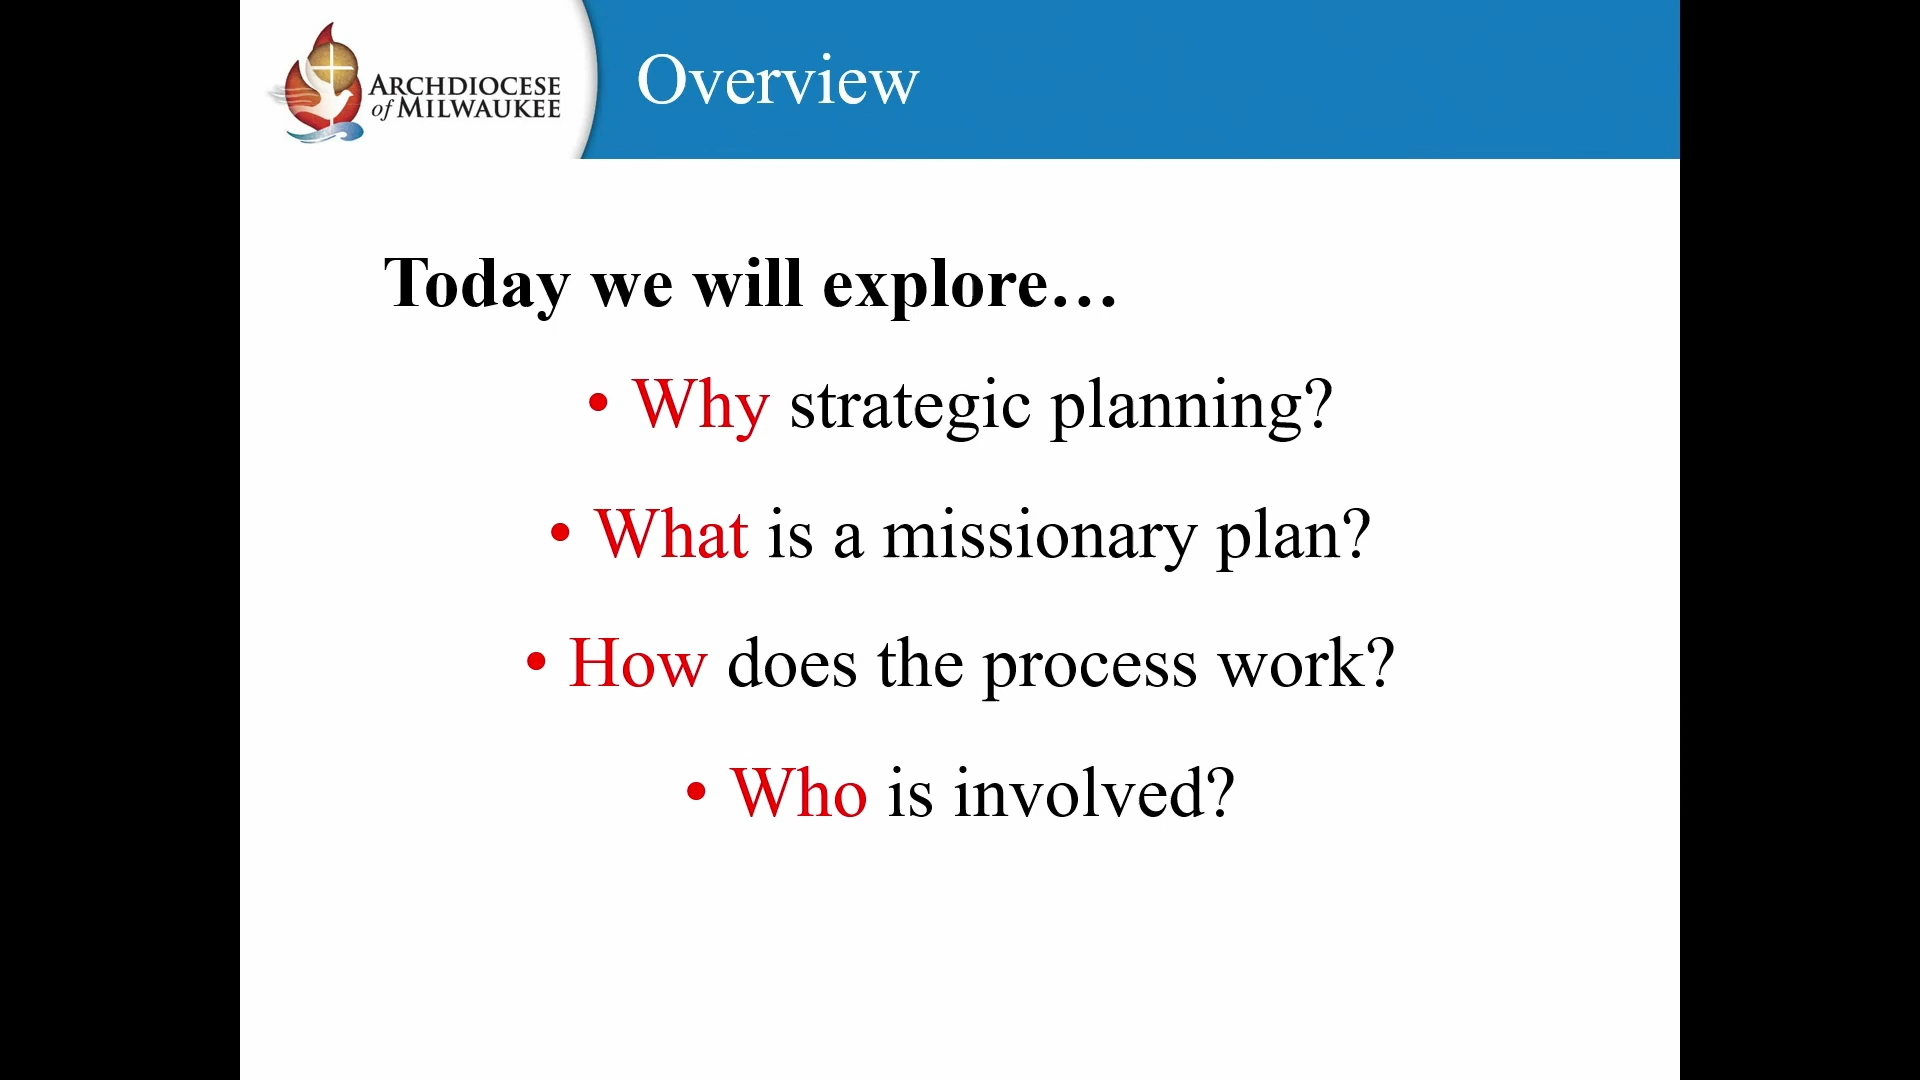 ARCHDIOCESE
of MILWAUKEE
Overview
Today we will explore…
• Why strategic planning?
• What is a missionary plan?
• How does the process work?
• Who is involved?